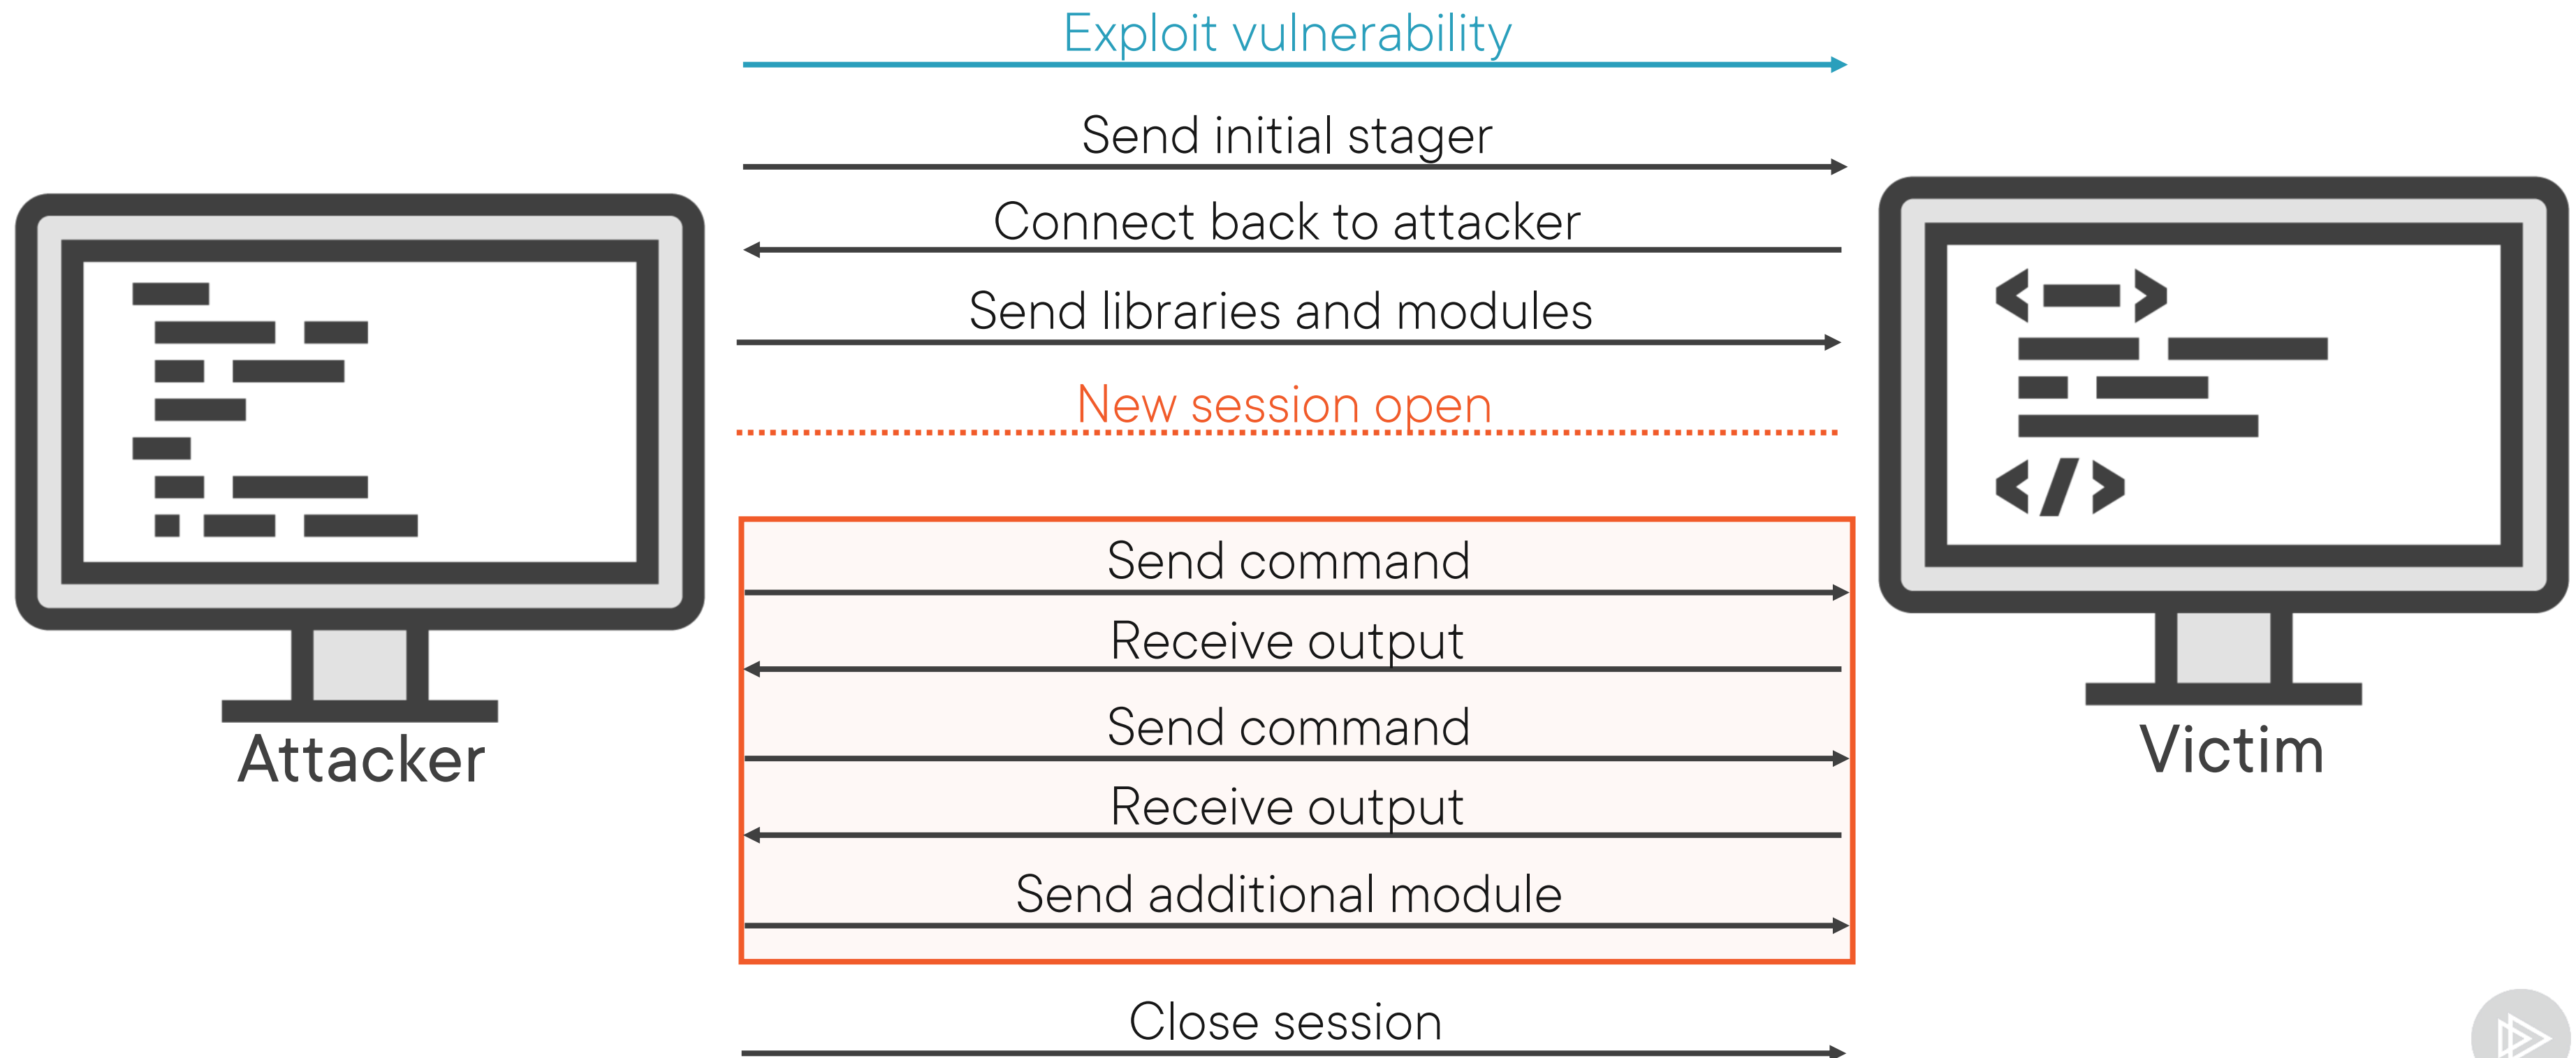 Exploit vulnerability
Send initial stager
Connect back to attacker
Send libraries and modules
New session open
Send command
Receive output
Send command
Receive output
Send additional module
Close session
Attacker
Victim